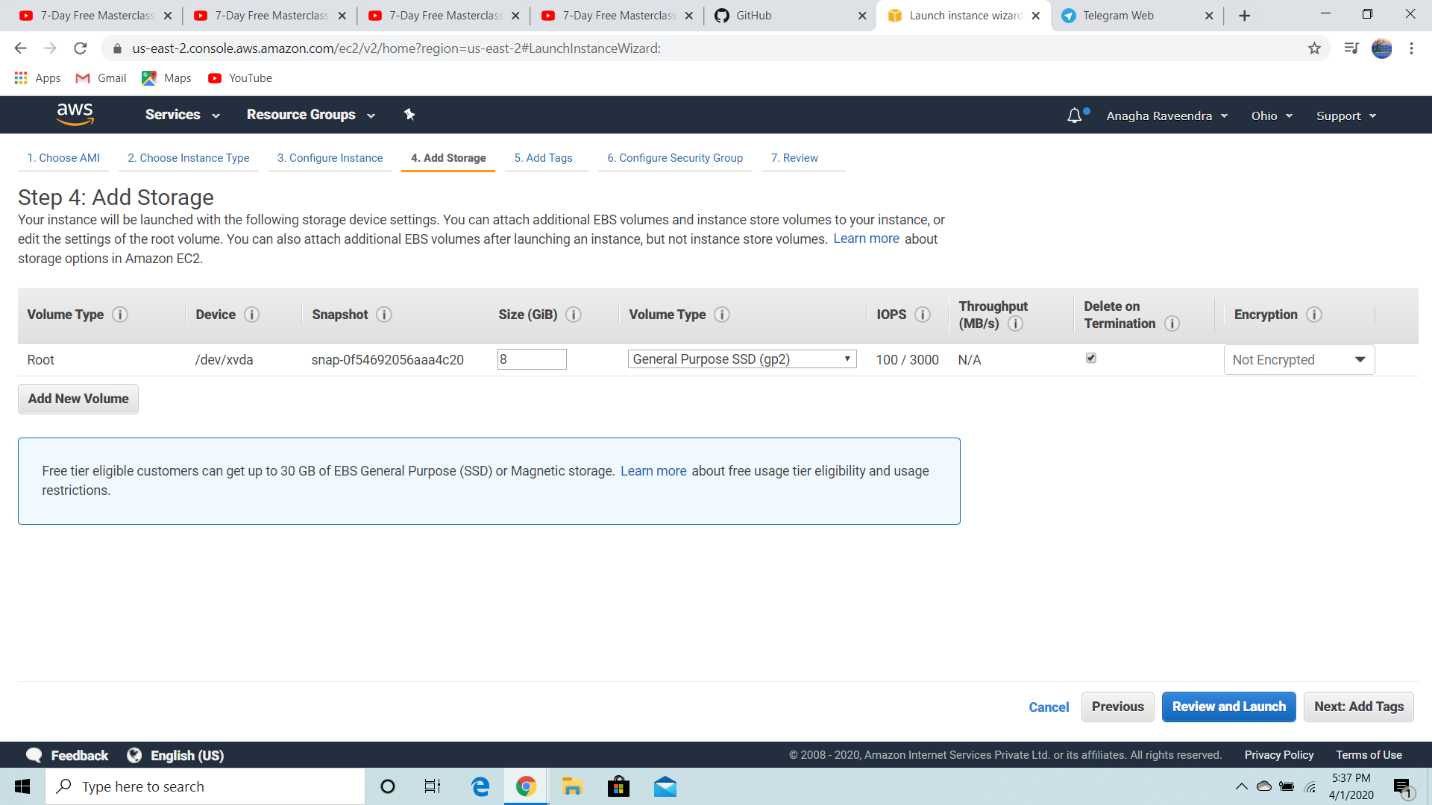 7-Day Free Masterclass
7-Day Free Masterclass
7-Day Free Masterclass
7-Day Free Masterclass
GitHub
Launch instance wizard
Telegram Web
us-east-2.console.aws.amazon.com/ec2/v2/home?region=us-east-2#LaunchInstanceWizard:
Apps Gmail Maps YouTube
aws Services Resource Groups Anagha Raveendra Ohio Support
1. Choose AMI 2. Choose Instance Type 3. Configure Instance 4. Add Storage 5. Add Tags 6. Configure Security Group 7. Review
Step 4: Add Storage
Your instance will be launched with the following storage device settings. You can attach additional EBS volumes and instance store volumes to your instance, or
edit the settings of the root volume. You can also attach additional EBS volumes after launching an instance, but not instance store volumes. Learn more about
storage options in Amazon EC2.
Volume Type i Device i Snapshot i Size (GiB) i Volume Type i IOPS i Throughput (MB/s) i Delete on Termination i Encryption i
Root /dev/xvda snap-0f54692056aaa4c20 8 General Purpose SSD (gp2) 100 / 3000 N/A Not Encrypted
Add New Volume
Free tier eligible customers can get up to 30 GB of EBS General Purpose (SSD) or Magnetic storage. Learn more about free usage tier eligibility and usage
restrictions.
Cancel Previous Review and Launch Next: Add Tags
Feedback English (US) © 2008 - 2020, Amazon Internet Services Private Ltd. or its affiliates. All rights reserved. Privacy Policy Terms of Use
Type here to search
5:37 PM
4/1/2020
1